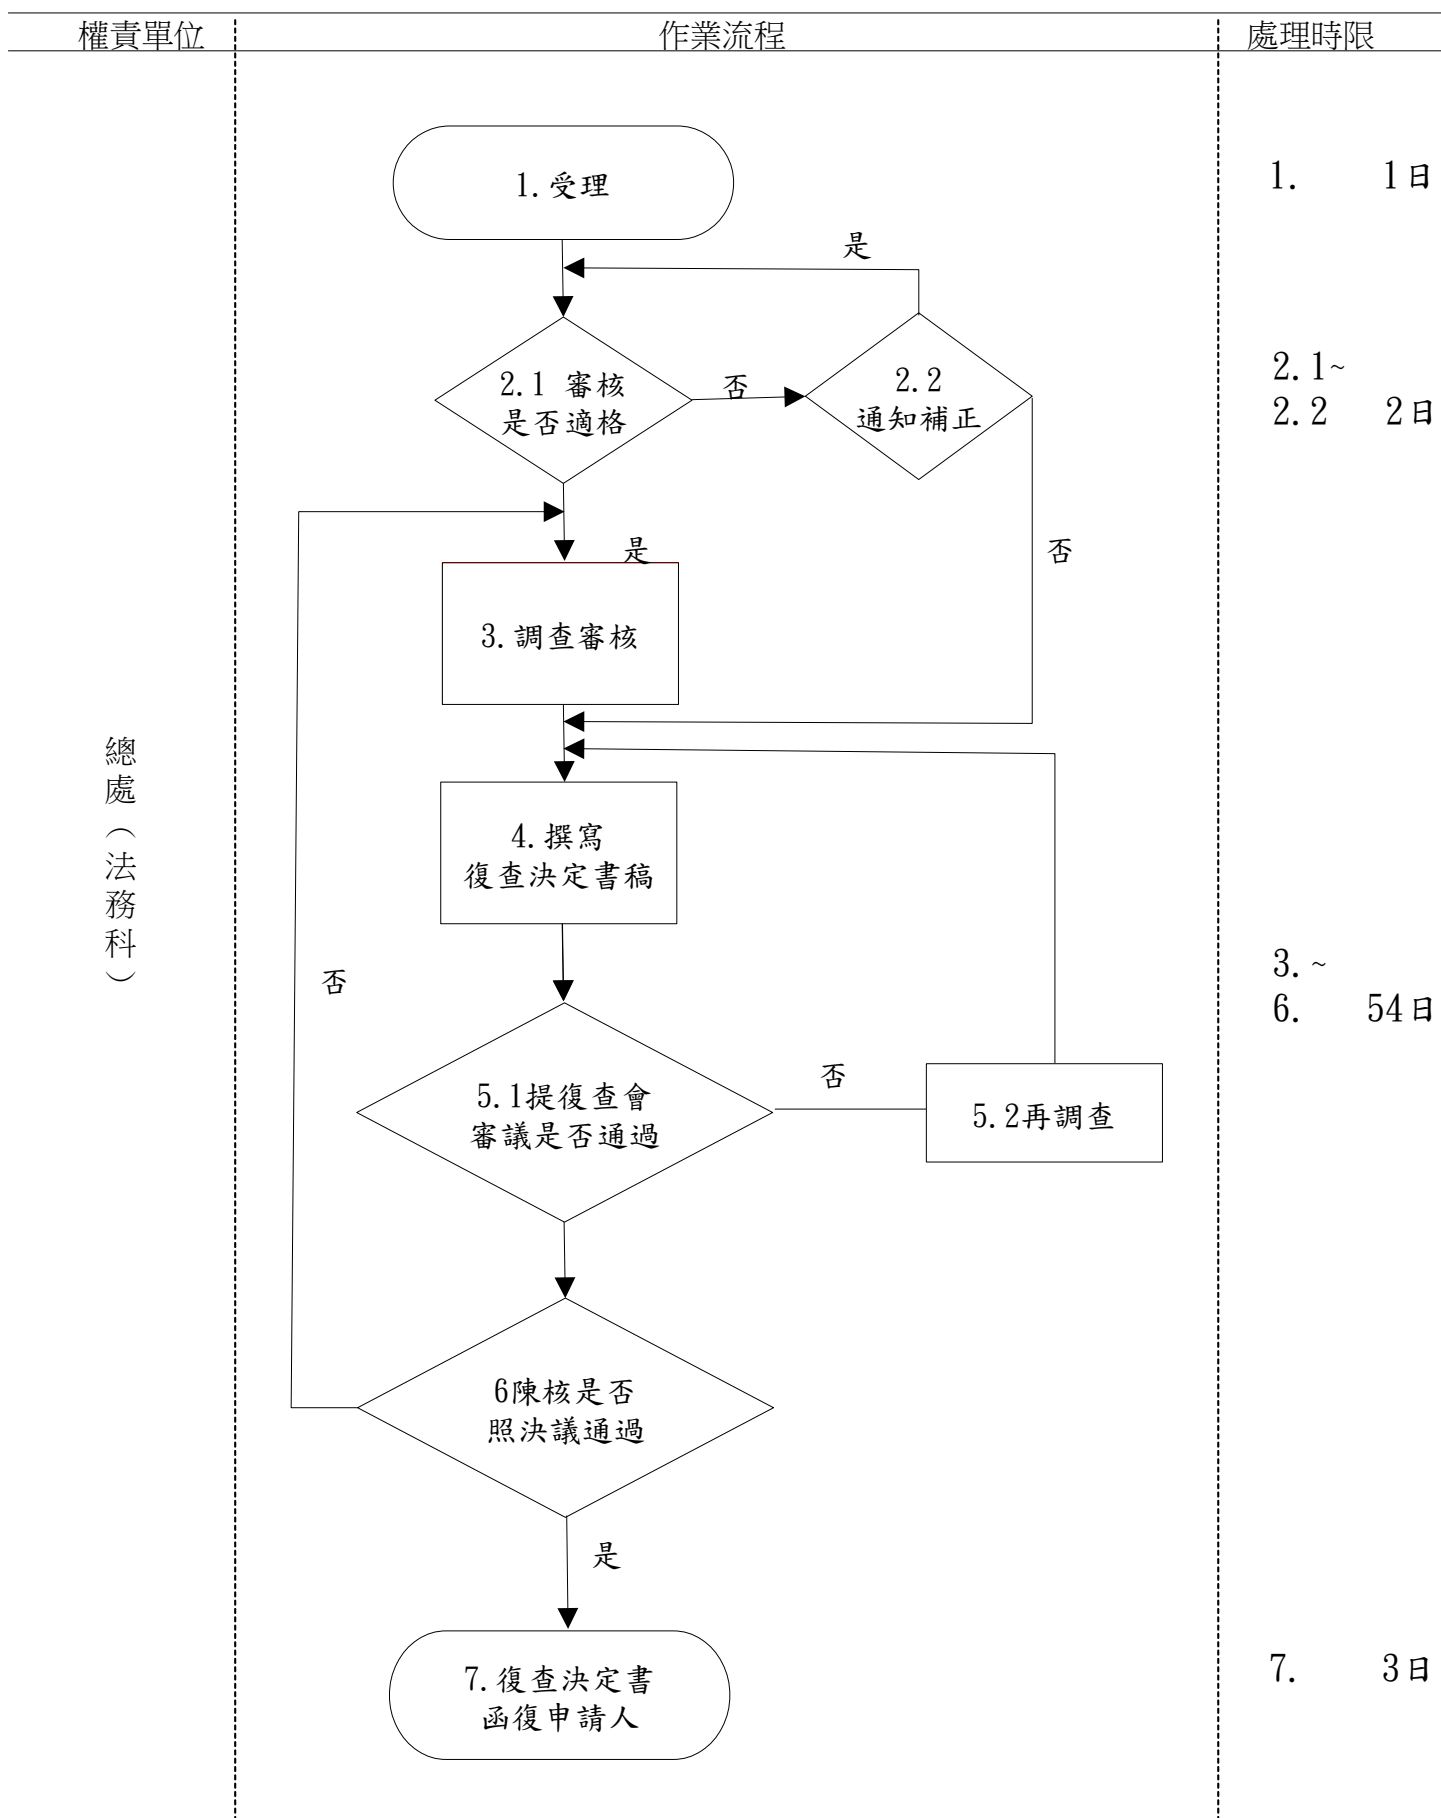 權責單位
作業流程
處理時限
1.受理
1. 1日
是
2.1 審核
是否適格
否
2.2
通知補正
2.1~
2.2 2日
是
否
3.調查審核
總處（法務科）
4.撰寫
復查決定書稿
否
3.~
6. 54日
5.1提復查會
審議是否通過
否
5.2再調查
6陳核是否
照決議通過
是
7.復查決定書
函復申請人
7. 3日